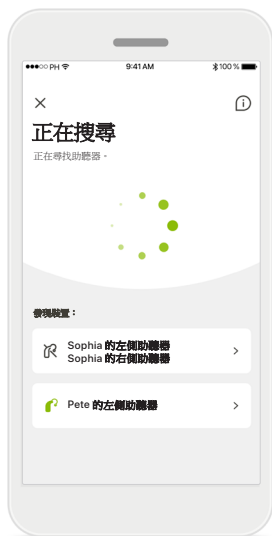 PH
9:41 AM
100 %
正在搜尋
正在尋找助聽器。
發現裝置：
Sophia 的左側助聽器
Sophia 的右側助聽器
Pete 的左側助聽器